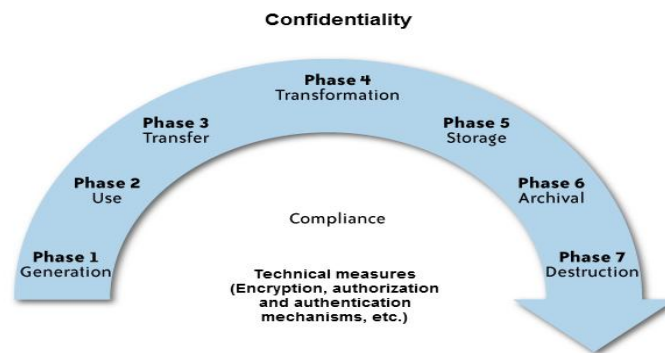 Confidentiality
Phase 4
Transformation
Phase 3
Transfer
Phase 5
Storage
Phase 2
Use
Phase 6
Archival
Compliance
Phase 1
Generation
Phase 7
Destruction
Technical measures
(Encryption, authorization
and authentication
mechanisms, etc.)